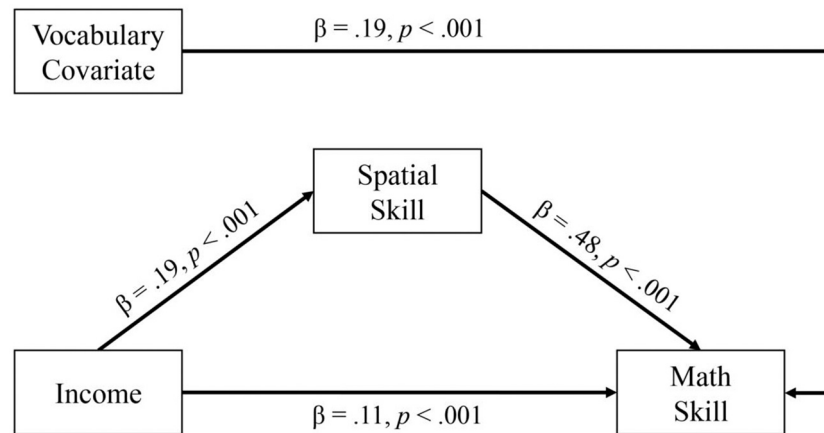 Vocabulary
Covariate
β = .19, p < .001
Spatial
Skill
β = .19, p < .001
β = .48, p < .001
Income
β = .11, p < .001
Math
Skill